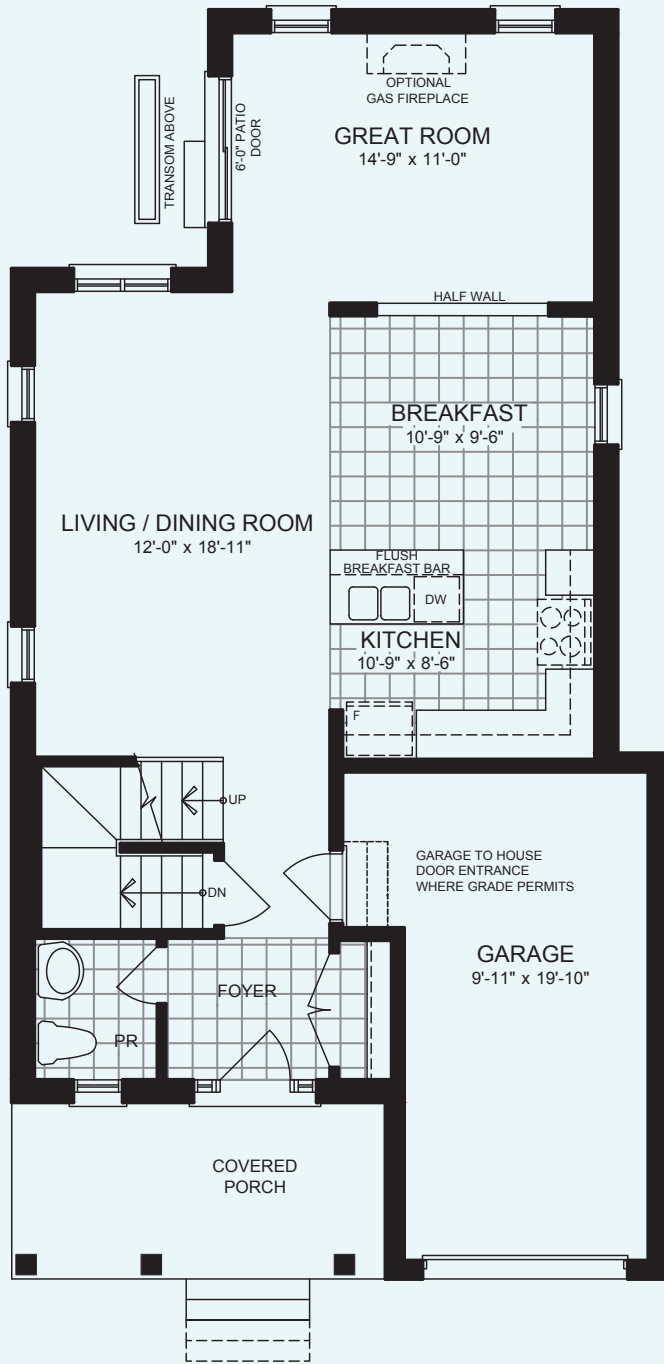 OPTIONAL
GAS FIREPLACE
TRANSOM ABOVE
6'-0" PATIO
DOOR
GREAT ROOM
14'-9" x 11'-0"
HALF WALL
BREAKFAST
10'-9" x 9'-6"
LIVING / DINING ROOM
12'-0" x 18'-11"
FLUSH
BREAKFAST BAR
DW
KITCHEN
10'-9" x 8'-6"
F
UP
DN
GARAGE TO HOUSE
DOOR ENTRANCE
WHERE GRADE PERMITS
GARAGE
9'-11" x 19'-10"
FOYER
PR
COVERED
PORCH